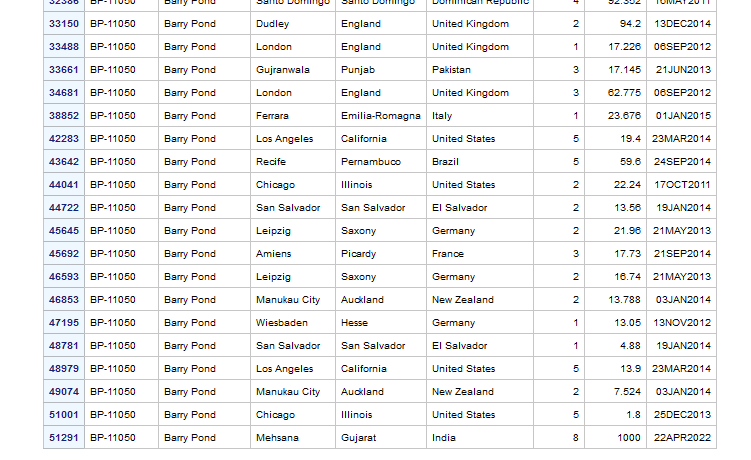 32386 BP-11050 Barry Pond Santo Domingo Santo Domingo Dominican Republic 4 92.352 16MAY2011
33150 BP-11050 Barry Pond Dudley England United Kingdom 2 94.2 13DEC2014
33488 BP-11050 Barry Pond London England United Kingdom 1 17.226 06SEP2012
33661 BP-11050 Barry Pond Gujranwala Punjab Pakistan 3 17.145 21JUN2013
34681 BP-11050 Barry Pond London England United Kingdom 3 62.775 06SEP2012
38852 BP-11050 Barry Pond Ferrara Emilia-Romagna Italy 1 23.676 01JAN2015
42283 BP-11050 Barry Pond Los Angeles California United States 5 19.4 23MAR2014
43642 BP-11050 Barry Pond Recife Pernambuco Brazil 5 59.6 24SEP2014
44041 BP-11050 Barry Pond Chicago Illinois United States 2 22.24 17OCT2011
44722 BP-11050 Barry Pond San Salvador San Salvador El Salvador 2 13.56 19JAN2014
45645 BP-11050 Barry Pond Leipzig Saxony Germany 2 21.96 21MAY2013
45692 BP-11050 Barry Pond Amiens Picardy France 3 17.73 21SEP2014
46593 BP-11050 Barry Pond Leipzig Saxony Germany 2 16.74 21MAY2013
46853 BP-11050 Barry Pond Manukau City Auckland New Zealand 2 13.788 03JAN2014
47195 BP-11050 Barry Pond Wiesbaden Hesse Germany 1 13.05 13NOV2012
48781 BP-11050 Barry Pond San Salvador San Salvador El Salvador 1 4.88 19JAN2014
48979 BP-11050 Barry Pond Los Angeles California United States 5 13.9 23MAR2014
49074 BP-11050 Barry Pond Manukau City Auckland New Zealand 2 7.524 03JAN2014
51001 BP-11050 Barry Pond Chicago Illinois United States 5 1.8 25DEC2013
51291 BP-11050 Barry Pond Mehsana Gujarat India 8 1000 22APR2022